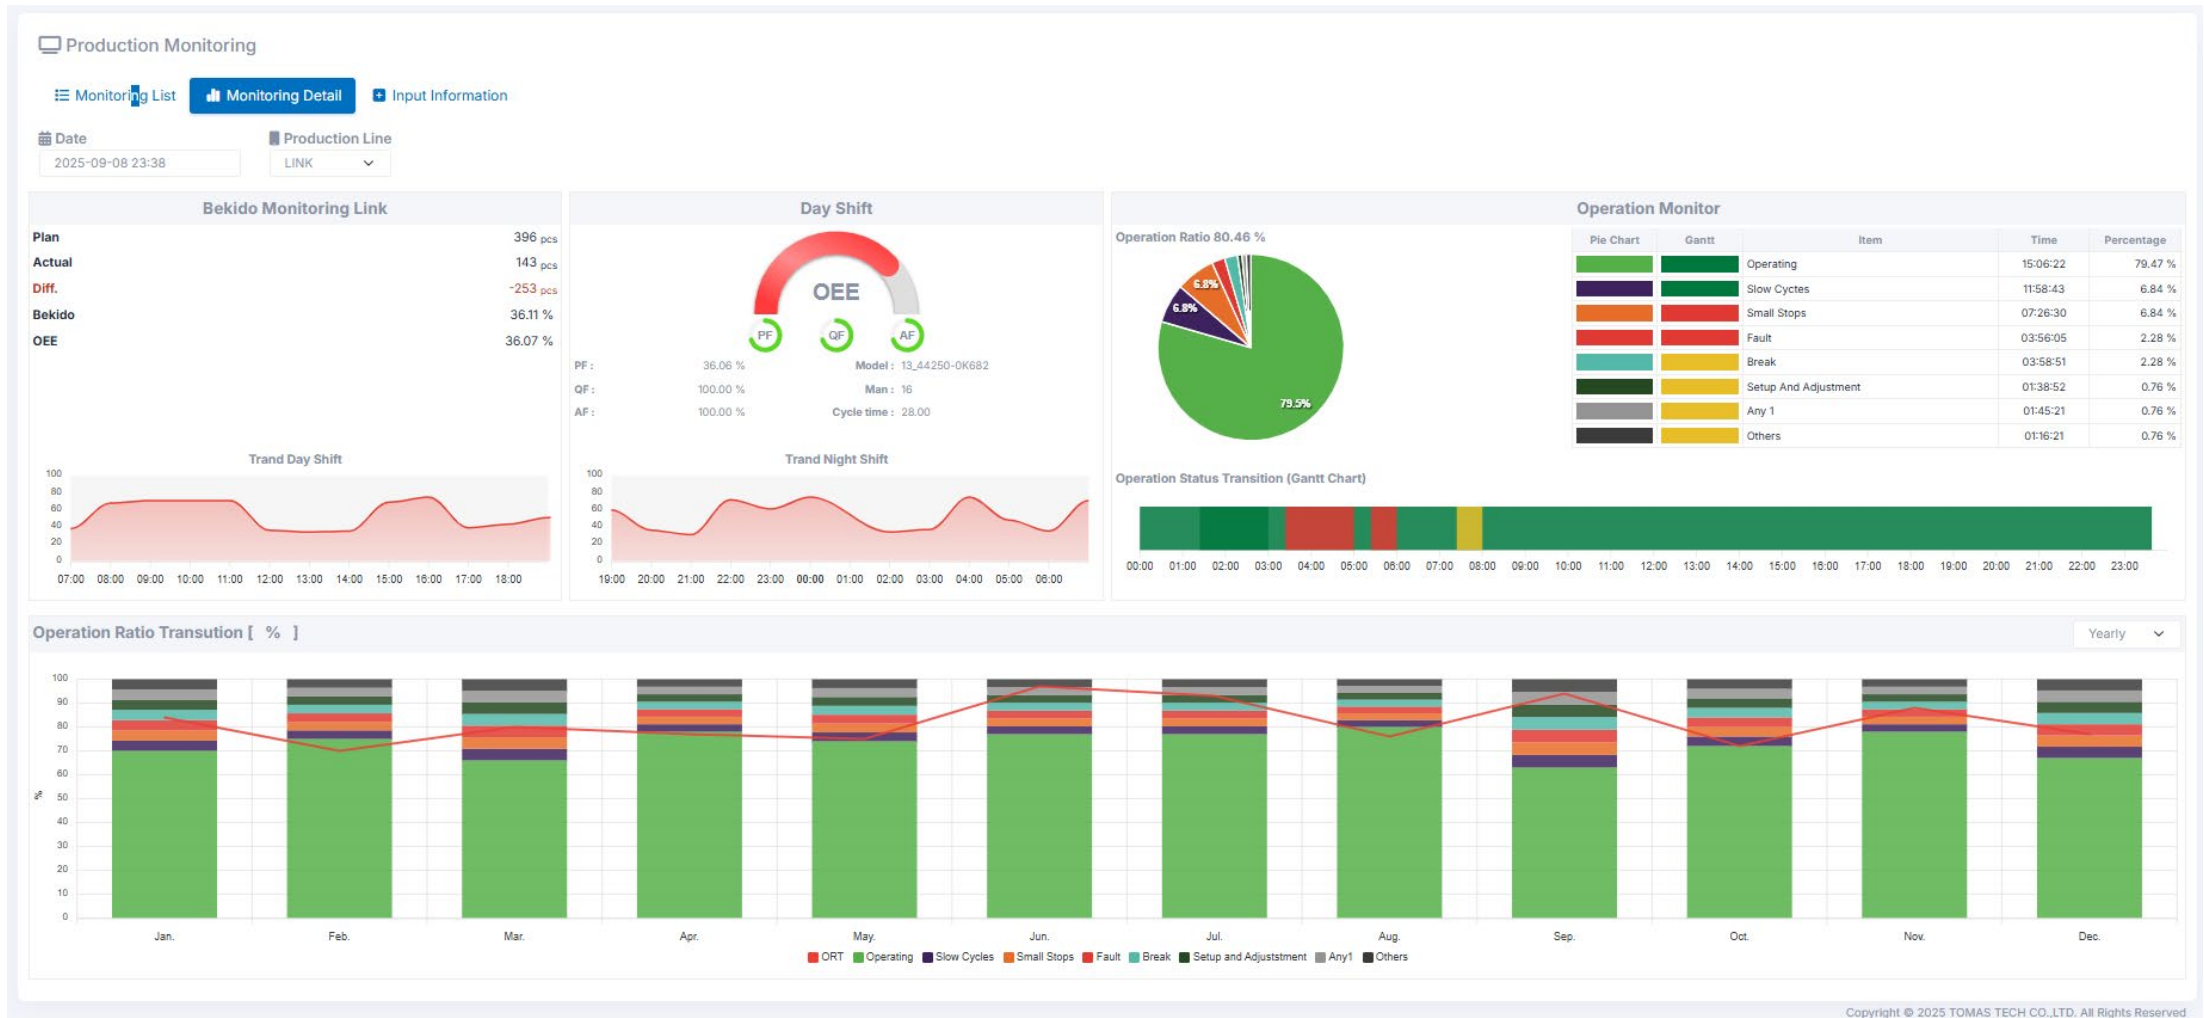 Production Monitoring
Monitoring List Monitoring Detail Input Information
Date Production Line
2025-09-08 23:38 LINK
Bekido Monitoring Link
Plan 396 pcs
Actual 143 pcs
Diff. -253 pcs
Bekido 36.11 %
OEE 36.07 %
Trand Day Shift
100
80
60
40
20
0
07:00 08:00 09:00 10:00 11:00 12:00 13:00 14:00 15:00 16:00 17:00 18:00
Day Shift
OEE
PF QF AF
PF : 36.06 % Model : 13_44250-0K682
QF : 100.00 % Man : 16
AF : 100.00 % Cycle time : 28.00
Trand Night Shift
100
80
60
40
20
0
19:00 20:00 21:00 22:00 23:00 00:00 01:00 02:00 03:00 04:00 05:00 06:00
Operation Monitor
Operation Ratio 80.46 %
6.8%
6.8%
79.5%
Pie Chart Gantt Item Time Percentage
Operating 15:06:22 79.47 %
Slow Cyctes 11:58:43 6.84 %
Small Stops 07:26:30 6.84 %
Fault 03:56:05 2.28 %
Break 03:58:51 2.28 %
Setup And Adjustment 01:38:52 0.76 %
Any 1 01:45:21 0.76 %
Others 01:16:21 0.76 %
Operation Status Transition (Gantt Chart)
00:00 01:00 02:00 03:00 04:00 05:00 06:00 07:00 08:00 09:00 10:00 11:00 12:00 13:00 14:00 15:00 16:00 17:00 18:00 19:00 20:00 21:00 22:00 23:00
Operation Ratio Transution [ % ] Yearly
%
100
90
80
70
60
50
40
30
20
10
0
Jan. Feb. Mar. Apr. May. Jun. Jul. Aug. Sep. Oct. Nov. Dec.
ORT Operating Slow Cycles Small Stops Fault Break Setup and Adjuststment Any1 Others
Copyright © 2025 TOMAS TECH CO.,LTD. All Rights Reserved